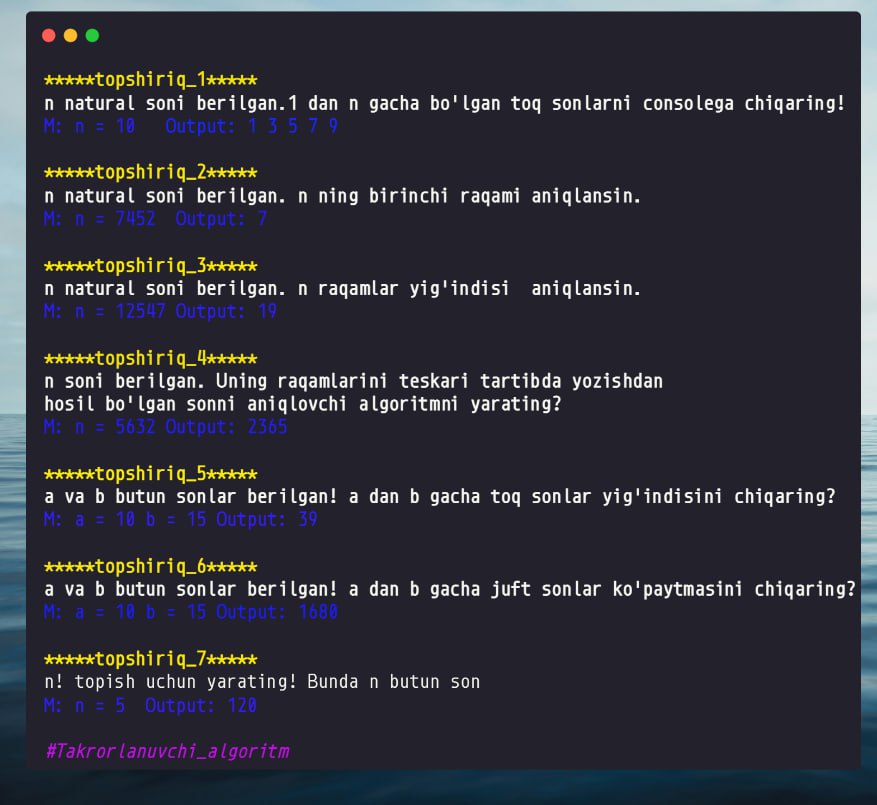 *****topshiriq_1*****
n natural soni berilgan.1 dan n gacha bo'lgan toq sonlarni consolega chiqaring!
M: n = 10   Output: 1 3 5 7 9
*****topshiriq_2*****
n natural soni berilgan. n ning birinchi raqami aniqlansin.
M: n = 7452  Output: 7
*****topshiriq_3*****
n natural soni berilgan. n raqamlar yig'indisi  aniqlansin.
M: n = 12547 Output: 19
*****topshiriq_4*****
n soni berilgan. Uning raqamlarini teskari tartibda yozishdan
hosil bo'lgan sonni aniqlovchi algoritmni yarating?
M: n = 5632 Output: 2365
*****topshiriq_5*****
a va b butun sonlar berilgan! a dan b gacha toq sonlar yig'indisini chiqaring?
M: a = 10 b = 15 Output: 39
*****topshiriq_6*****
a va b butun sonlar berilgan! a dan b gacha juft sonlar ko'paytmasini chiqaring?
M: a = 10 b = 15 Output: 1680
*****topshiriq_7*****
n! topish uchun yarating! Bunda n butun son
M: n = 5  Output: 120
#Takrorlanuvchi_algoritm